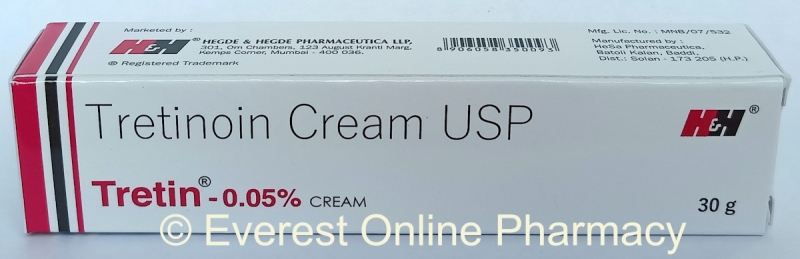 Marketed by :
H&H
HEGDE & HEGDE PHARMACEUTICA LLP,
301, Om Chambers, 123 August Kranti Marg,
Kemps Corner, Mumbai - 400 036.
® Registered Trademark
8906058350093
Mfg. Lic. No. : MNB/07/532
Manufactured by :
HeSa Pharmaceutica,
Batoli Kalan, Baddi,
Dist.: Solan - 173 205 (H.P.)
Tretinoin Cream USP
H&H®
Tretin®-0.05% CREAM
30 g
© Everest Online Pharmacy